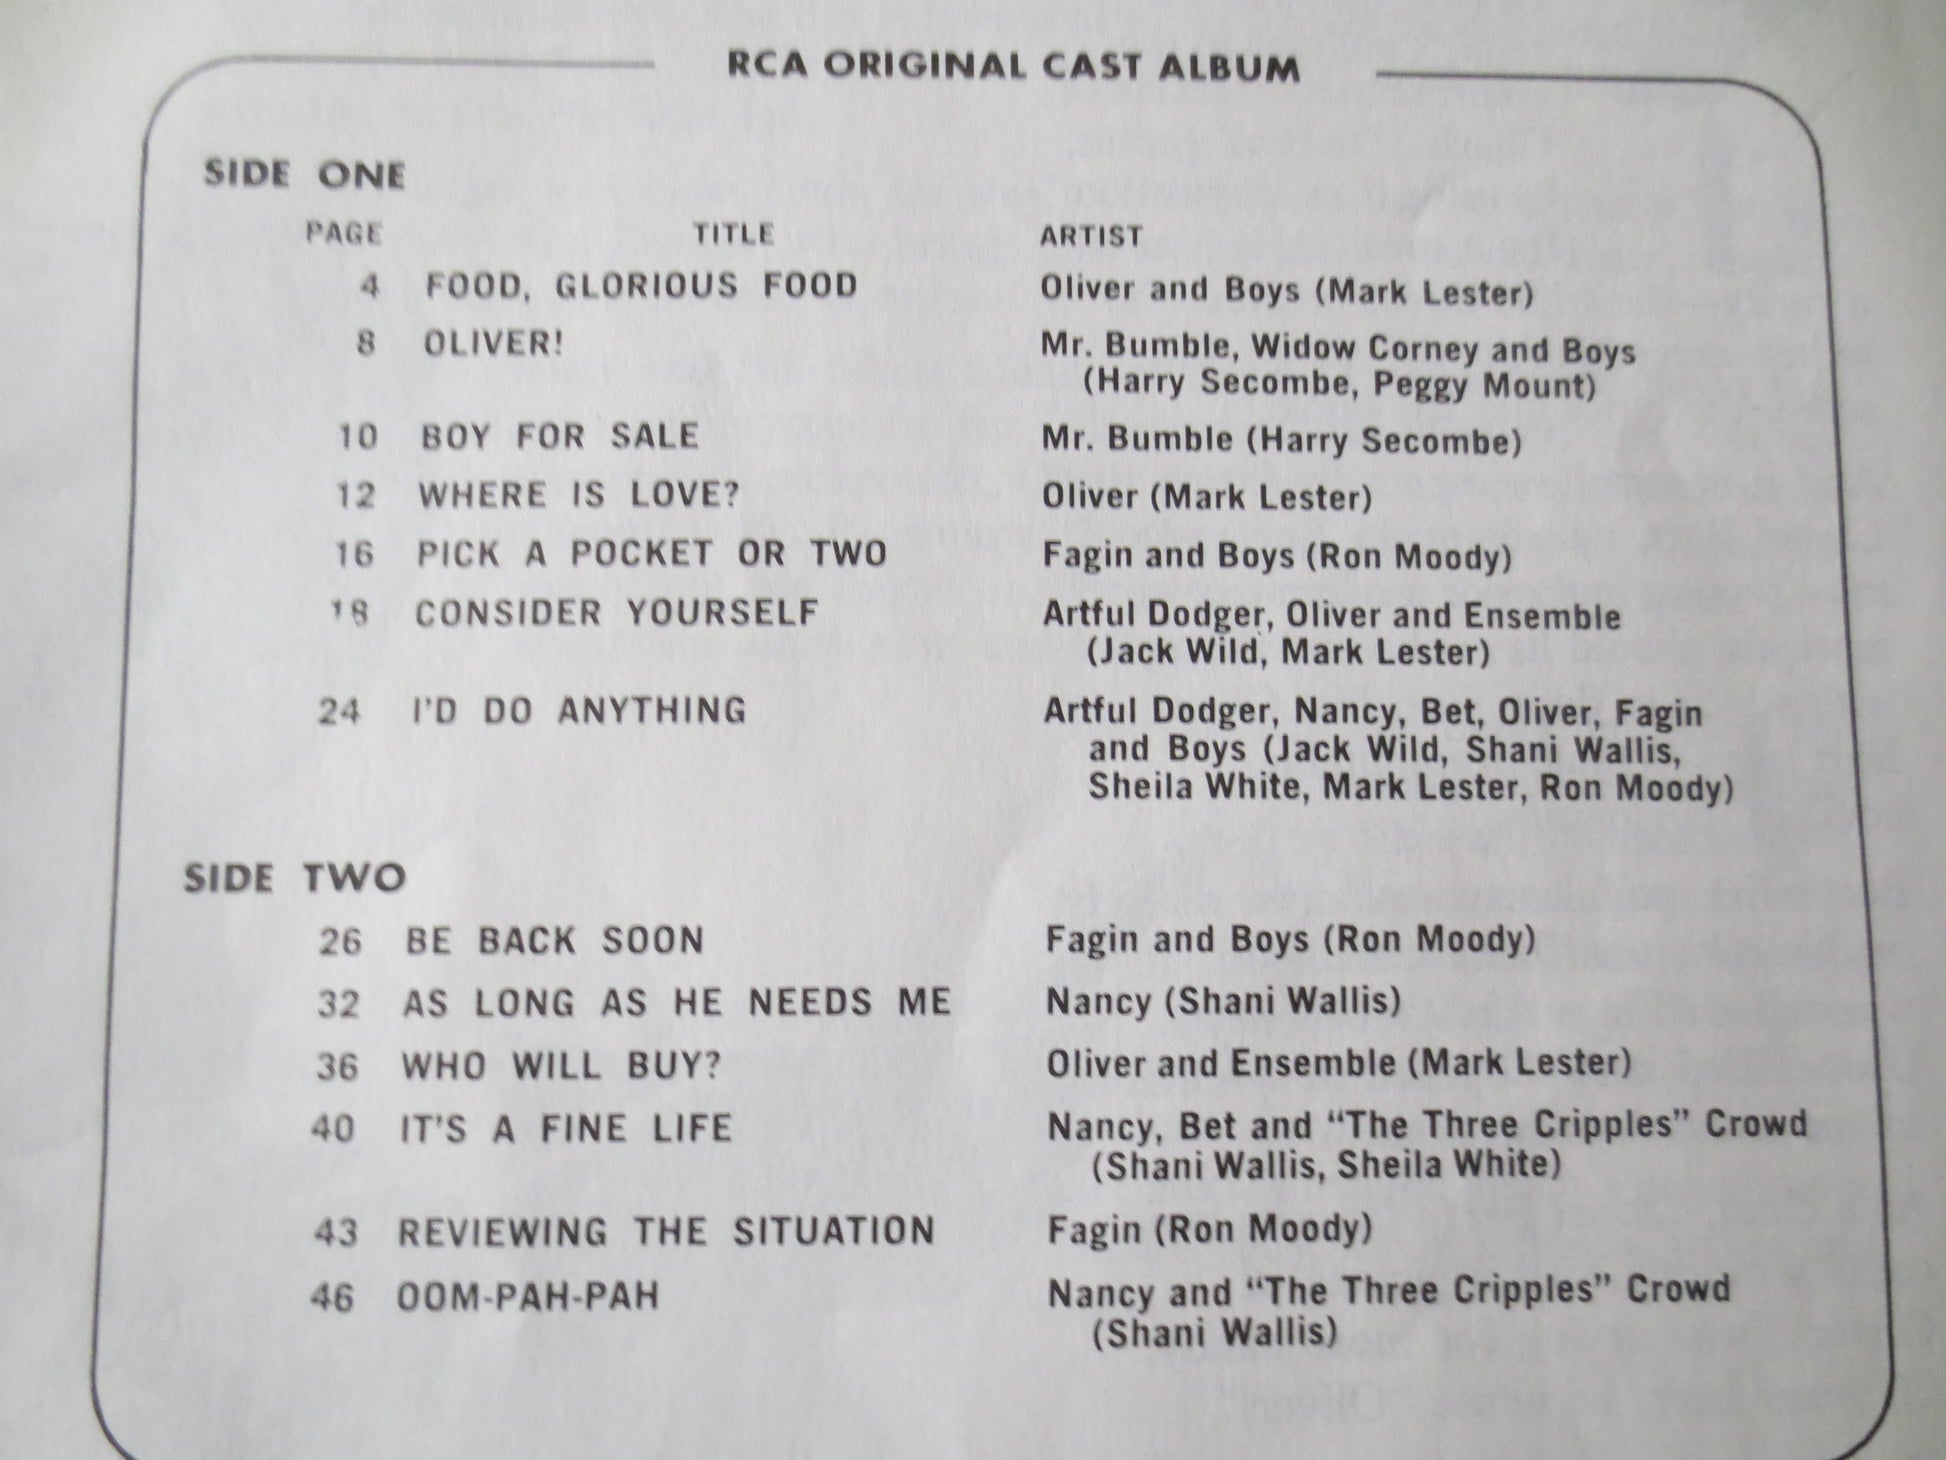 RCA ORIGINAL CAST ALBUM
SIDE ONE
PAGE TITLE ARTIST
4 FOOD, GLORIOUS FOOD Oliver and Boys (Mark Lester)
8 OLIVER! Mr. Bumble, Widow Corney and Boys
(Harry Secombe, Peggy Mount)
10 BOY FOR SALE Mr. Bumble (Harry Secombe)
12 WHERE IS LOVE? Oliver (Mark Lester)
16 PICK A POCKET OR TWO Fagin and Boys (Ron Moody)
18 CONSIDER YOURSELF Artful Dodger, Oliver and Ensemble
(Jack Wild, Mark Lester)
24 I'D DO ANYTHING Artful Dodger, Nancy, Bet, Oliver, Fagin
and Boys (Jack Wild, Shani Wallis,
Sheila White, Mark Lester, Ron Moody)
SIDE TWO
26 BE BACK SOON Fagin and Boys (Ron Moody)
32 AS LONG AS HE NEEDS ME Nancy (Shani Wallis)
36 WHO WILL BUY? Oliver and Ensemble (Mark Lester)
40 IT'S A FINE LIFE Nancy, Bet and “The Three Cripples” Crowd
(Shani Wallis, Sheila White)
43 REVIEWING THE SITUATION Fagin (Ron Moody)
46 OOM-PAH-PAH Nancy and “The Three Cripples” Crowd
(Shani Wallis)